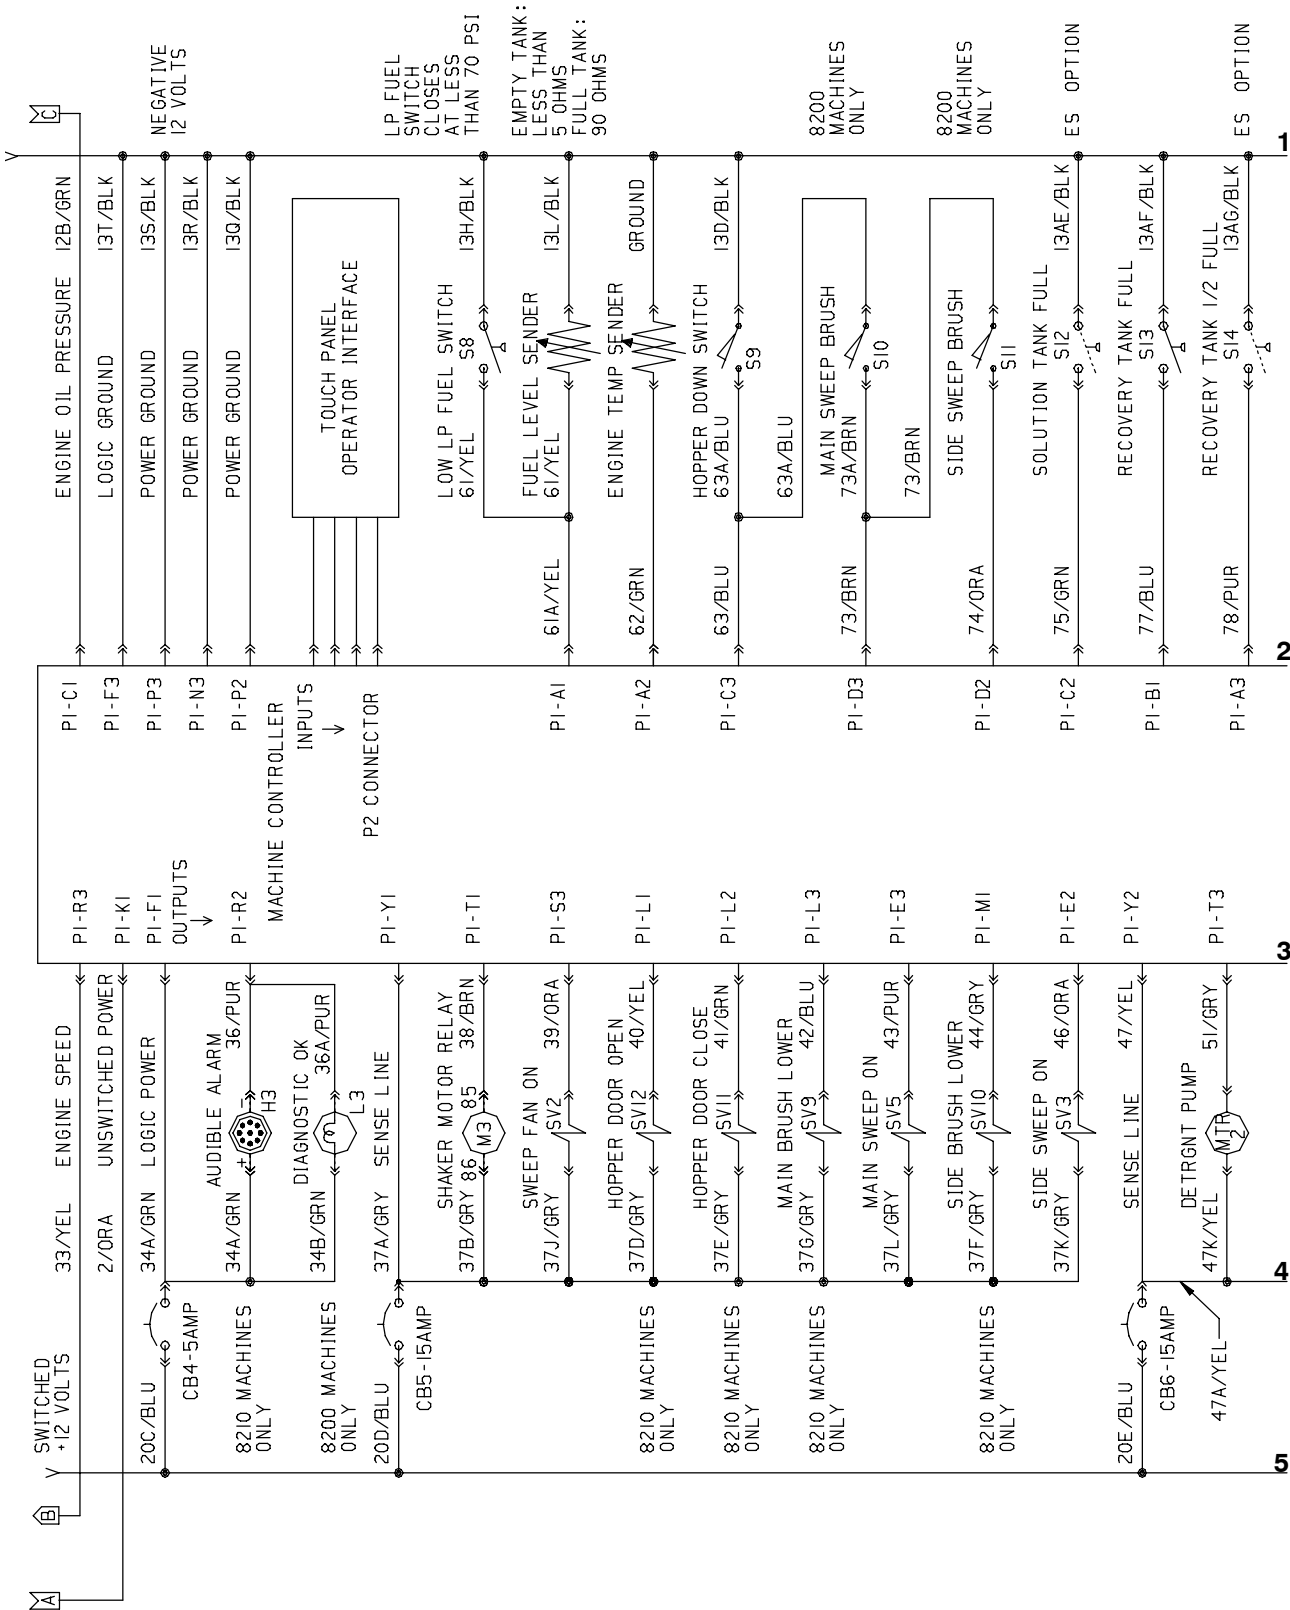 A
B
SWITCHED
+12 VOLTS
33/YEL ENGINE SPEED
P1-R3
P1-C1
ENGINE OIL PRESSURE 12B/GRN
C
2/ORA UNSWITCHED POWER
P1-K1
P1-F3
LOGIC GROUND 13T/BLK
20C/BLU
CB4-5AMP
34A/GRN LOGIC POWER
P1-F1
OUTPUTS
P1-P3
POWER GROUND 13S/BLK
NEGATIVE
12 VOLTS
P1-N3
POWER GROUND 13R/BLK
8210 MACHINES
ONLY
34A/GRN
AUDIBLE ALARM
+
-
H3
36/PUR
P1-R2
P1-P2
POWER GROUND 13Q/BLK
MACHINE CONTROLLER
INPUTS
8200 MACHINES
ONLY
34B/GRN
DIAGNOSTIC OK
L3
36A/PUR
P2 CONNECTOR
TOUCH PANEL
OPERATOR INTERFACE
20D/BLU
CB5-15AMP
37A/GRY SENSE LINE
P1-Y1
37B/GRY 86
SHAKER MOTOR RELAY
M3
85 38/BRN
P1-T1
LOW LP FUEL SWITCH
61/YEL
S8
13H/BLK
LP FUEL
SWITCH
CLOSES
AT LESS
THAN 70 PSI
37J/GRY
SWEEP FAN ON
SV2
39/ORA
P1-S3
P1-A1
61A/YEL
FUEL LEVEL SENDER
61/YEL
13L/BLK
EMPTY TANK:
LESS THAN
5 OHMS
FULL TANK:
90 OHMS
8210 MACHINES
ONLY
37D/GRY
HOPPER DOOR OPEN
SV12
40/YEL
P1-L1
P1-A2
62/GRN
ENGINE TEMP SENDER
GROUND
8210 MACHINES
ONLY
37E/GRY
HOPPER DOOR CLOSE
SV11
41/GRN
P1-L2
P1-C3
63/BLU
HOPPER DOWN SWITCH
63A/BLU
S9
13D/BLK
63A/BLU
8210 MACHINES
ONLY
37G/GRY
MAIN BRUSH LOWER
SV9
42/BLU
P1-L3
37L/GRY
MAIN SWEEP ON
SV5
43/PUR
P1-E3
P1-D3
73/BRN
MAIN SWEEP BRUSH
73A/BRN
S10
8200
MACHINES
ONLY
73/BRN
8210 MACHINES
ONLY
37F/GRY
SIDE BRUSH LOWER
SV10
44/GRY
P1-M1
P1-D2
74/ORA
SIDE SWEEP BRUSH
S11
8200
MACHINES
ONLY
37K/GRY
SIDE SWEEP ON
SV3
46/ORA
P1-E2
P1-C2
75/GRN
SOLUTION TANK FULL
S12
13AE/BLK
ES OPTION
20E/BLU
CB6-15AMP
SENSE LINE
47/YEL
P1-Y2
P1-B1
77/BLU
RECOVERY TANK FULL
S13
13AF/BLK
47A/YEL
47K/YEL
DETRGNT PUMP
MTR
2
51/GRY
P1-T3
P1-A3
78/PUR
RECOVERY TANK 1/2 FULL
S14
13AG/BLK
ES OPTION
1
2
3
4
5